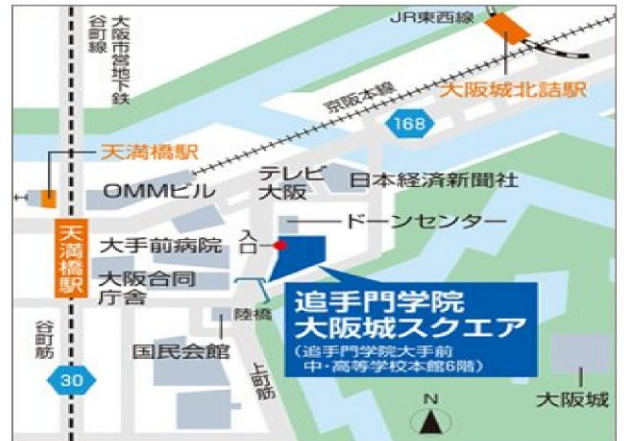 JR東西線
大阪市営地下鉄
谷町線
大阪城北詰駅
京阪本線
168
天満橋駅
OMMビル
テレビ
大阪
日本経済新聞社
ドーンセンター
天満橋駅
大手前病院
入口
大阪合同
庁舎
陸橋
追手門学院
大阪城スクエア
(追手門学院大手前
中・高等学校本館6階)
谷町筋
国民会館
上町筋
30
N
大阪城